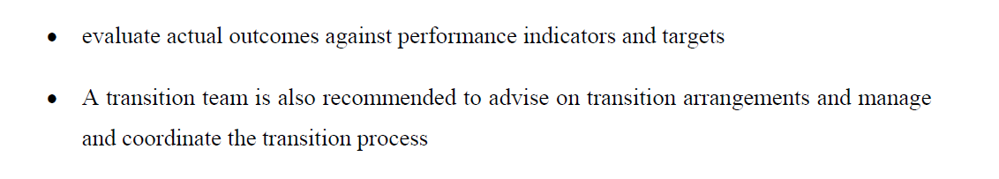 • evaluate actual outcomes against performance indicators and targets
• A transition team is also recommended to advise on transition arrangements and manage
and coordinate the transition process